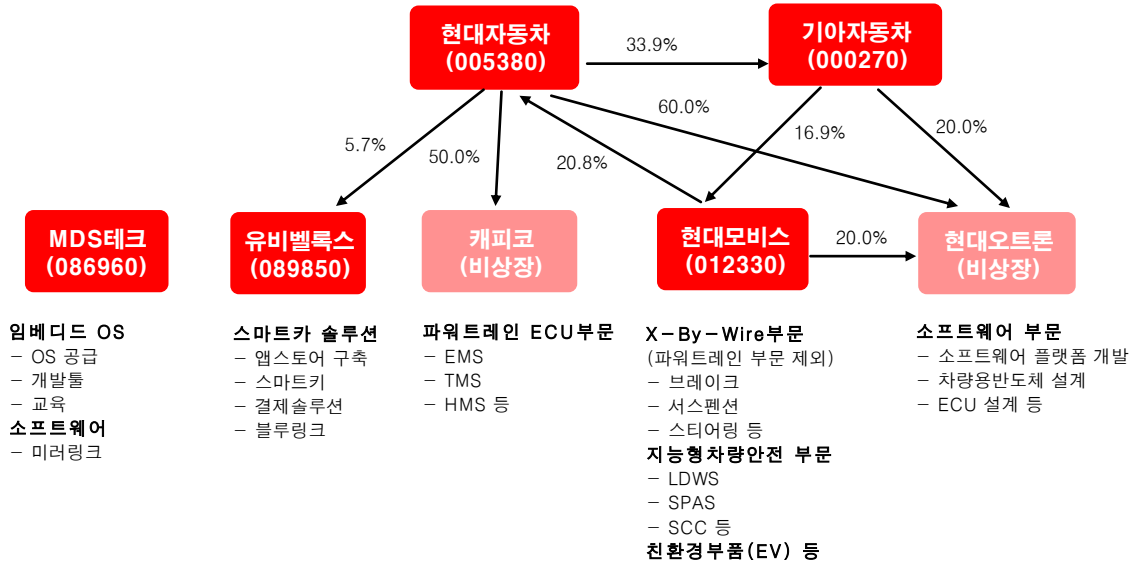 현대자동차
(005380)
33.9%
기아자동차
(000270)
5.7%
50.0%
20.8%
60.0%
16.9%
20.0%
MDS테크
(086960)
유비벨록스
(089850)
캐피코
(비상장)
현대모비스
(012330)
20.0%
현대오트론
(비상장)
임베디드 OS
- OS 공급
- 개발툴
- 교육
소프트웨어
- 미러링크
스마트카 솔루션
- 앱스토어 구축
- 스마트키
- 결제솔루션
- 블루링크
파워트레인 ECU부문
- EMS
- TMS
- HMS 등
X-By-Wire부문
(파워트레인 부문 제외)
- 브레이크
- 서스펜션
- 스티어링 등
지능형차량안전 부문
- LDWS
- SPAS
- SCC 등
친환경부품(EV) 등
소프트웨어 부문
- 소프트웨어 플랫폼 개발
- 차량용반도체 설계
- ECU 설계 등